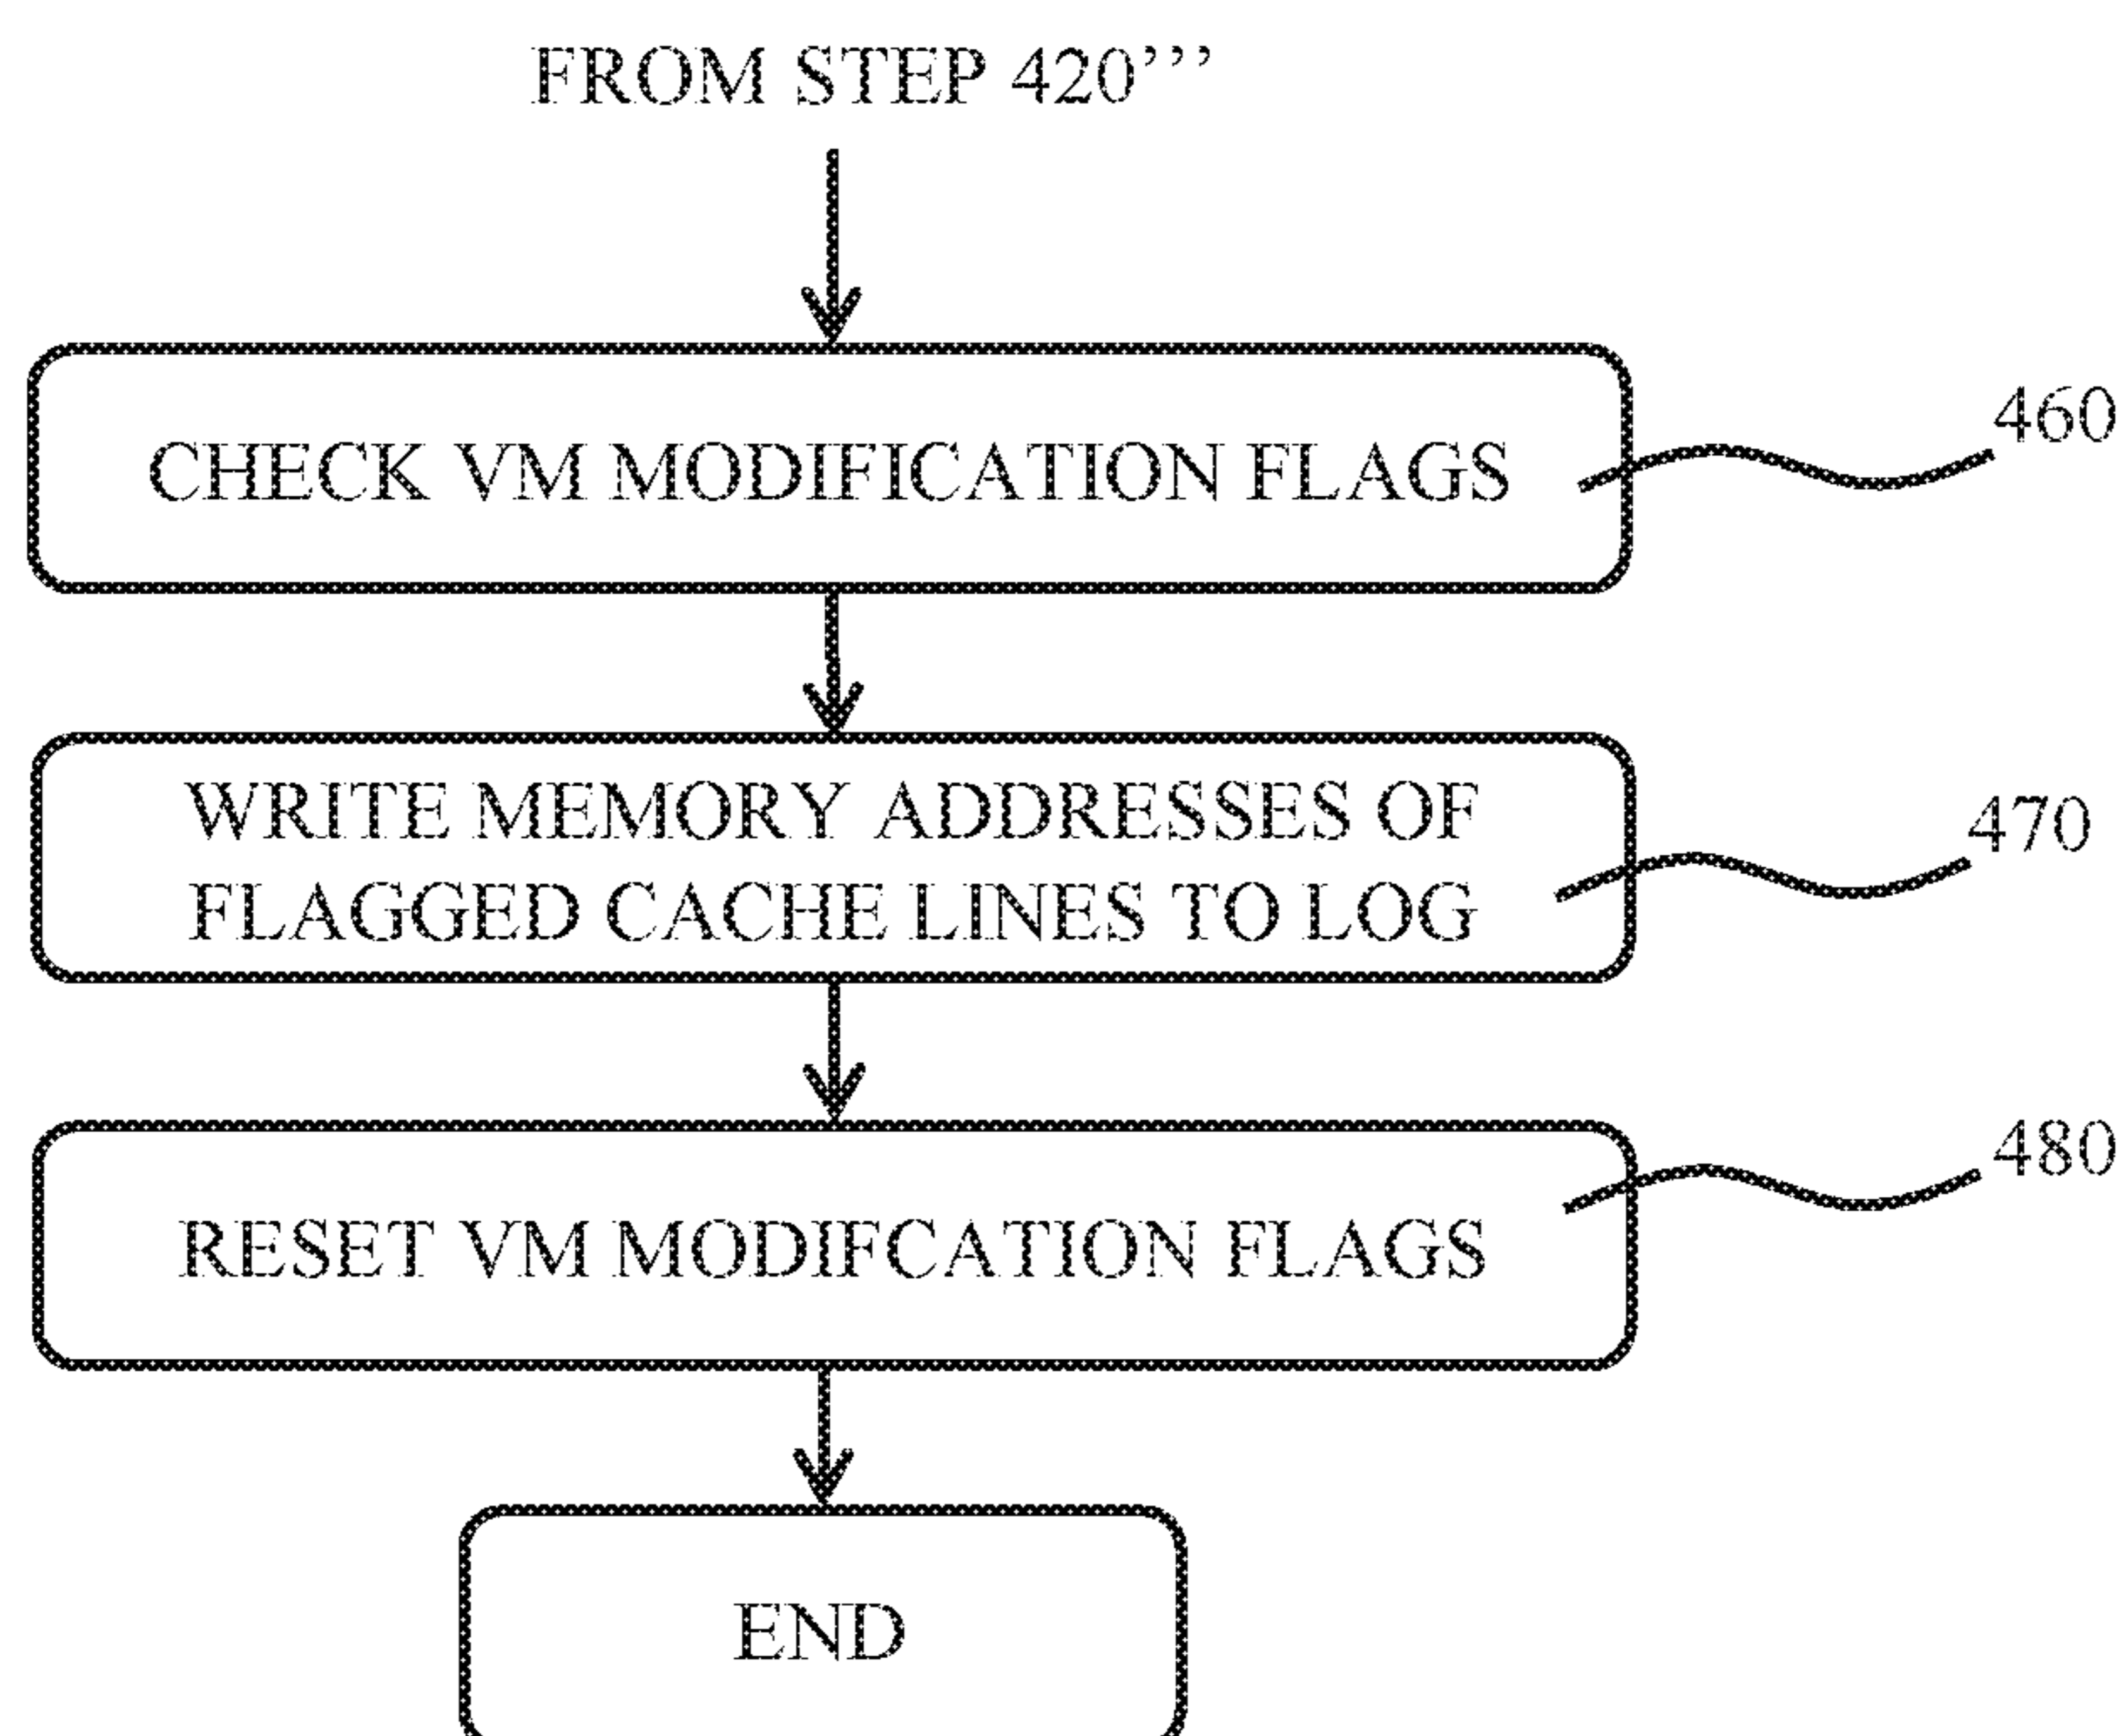 FROM STEP 420’’’
CHECK VM MODIFICATION FLAGS
460
WRITE MEMORY ADDRESSES OF
FLAGGED CACHE LINES TO LOG
470
RESET VM MODIFCATION FLAGS
480
END